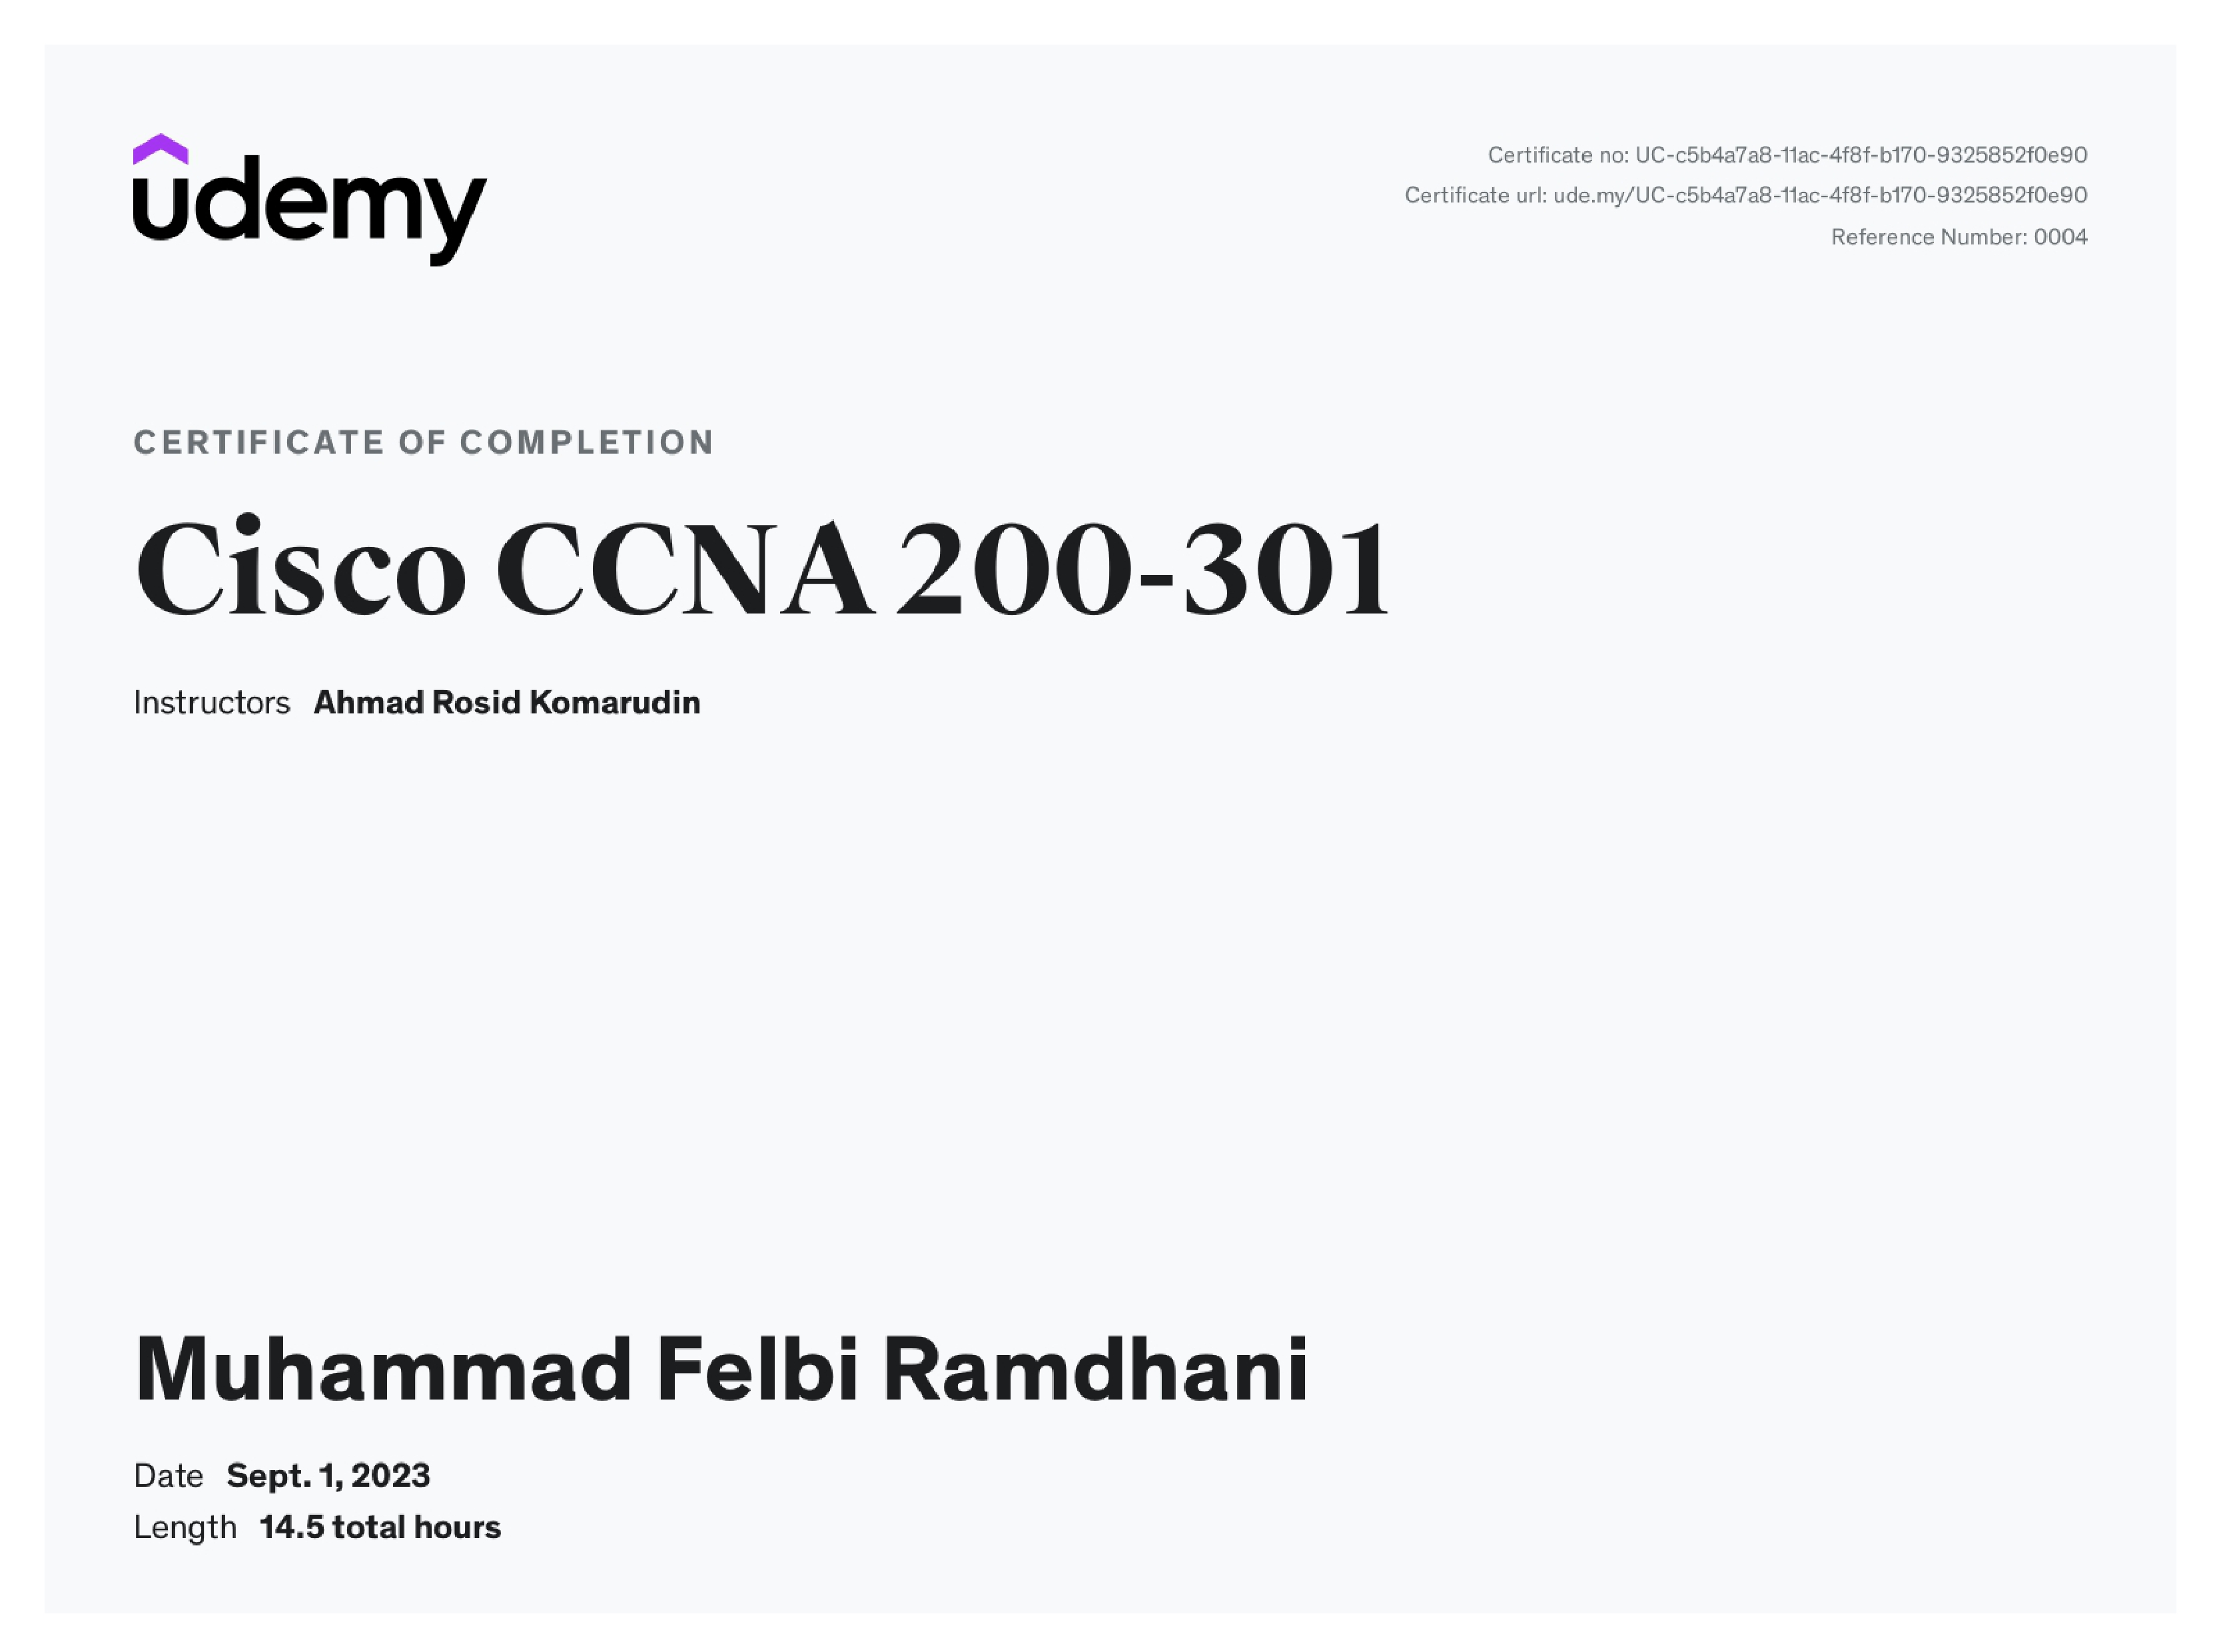 udemy
Certificate no: UC-c5b4a7a8-11ac-4f8f-b170-9325852f0e90
Certificate url: ude.my/UC-c5b4a7a8-11ac-4f8f-b170-9325852f0e90
Reference Number: 0004
CERTIFICATE OF COMPLETION
Cisco CCNA 200-301
Instructors Ahmad Rosid Komarudin
Muhammad Felbi Ramdhani
Date Sept. 1, 2023
Length 14.5 total hours